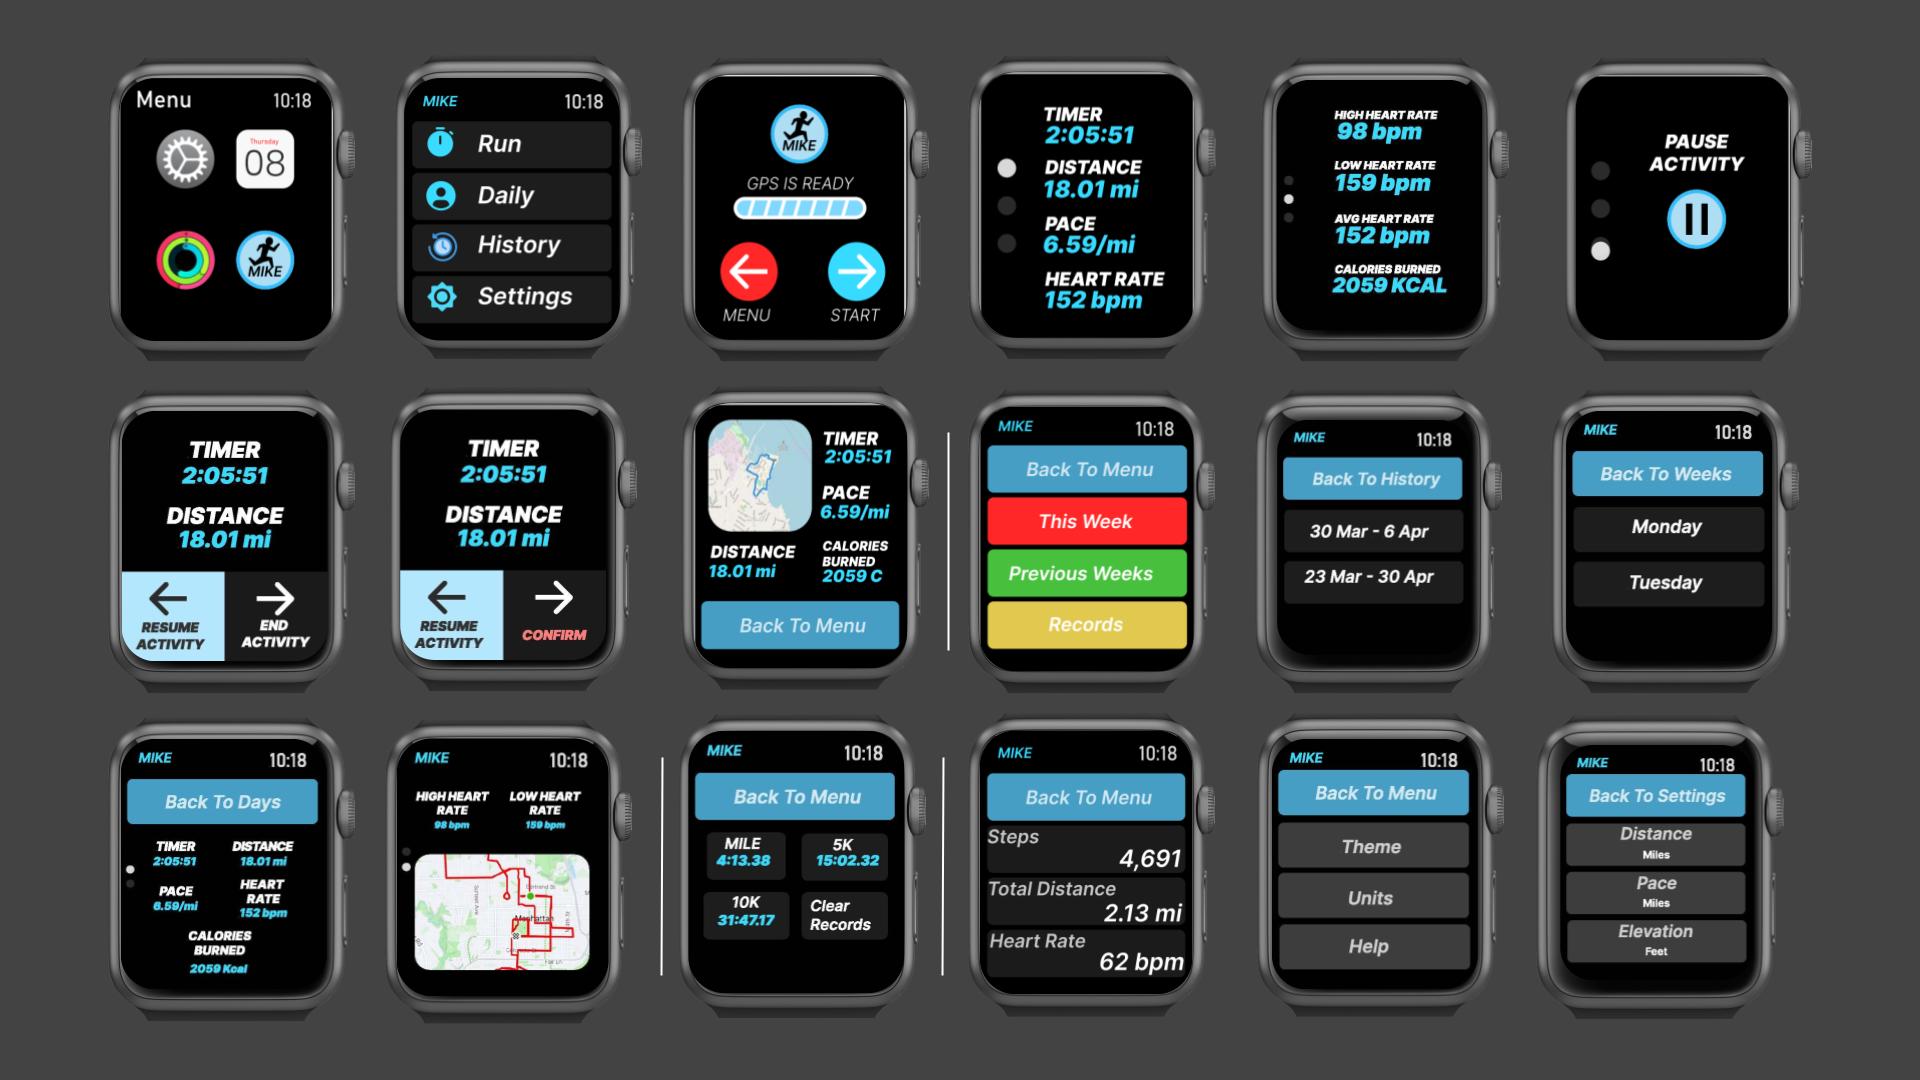 Menu 10:18
Thursday
08
MIKE
MIKE 10:18
Run
Daily
History
Settings
MIKE
GPS IS READY
MENU START
TIMER
2:05:51
DISTANCE
18.01 mi
PACE
6.59/mi
HEART RATE
152 bpm
HIGH HEART RATE
98 bpm
LOW HEART RATE
159 bpm
AVG HEART RATE
152 bpm
CALORIES BURNED
2059 KCAL
PAUSE
ACTIVITY
TIMER
2:05:51
DISTANCE
18.01 mi
RESUME
ACTIVITY
END
ACTIVITY
TIMER
2:05:51
DISTANCE
18.01 mi
RESUME
ACTIVITY
CONFIRM
TIMER
2:05:51
PACE
6.59/mi
DISTANCE
18.01 mi
CALORIES
BURNED
2059 C
Back To Menu
MIKE 10:18
Back To Menu
This Week
Previous Weeks
Records
MIKE 10:18
Back To History
30 Mar - 6 Apr
23 Mar - 30 Apr
MIKE 10:18
Back To Weeks
Monday
Tuesday
MIKE 10:18
Back To Days
TIMER
2:05:51
DISTANCE
18.01 mi
PACE
6.59/mi
HEART
RATE
152 bpm
CALORIES
BURNED
2059 Kcal
MIKE 10:18
HIGH HEART
RATE
98 bpm
LOW HEART
RATE
159 bpm
Manhattan
MIKE 10:18
Back To Menu
MILE
4:13.38
5K
15:02.32
10K
31:47.17
Clear
Records
MIKE 10:18
Back To Menu
Steps
4,691
Total Distance
2.13 mi
Heart Rate
62 bpm
MIKE 10:18
Back To Menu
Theme
Units
Help
MIKE 10:18
Back To Settings
Distance
Miles
Pace
Miles
Elevation
Feet